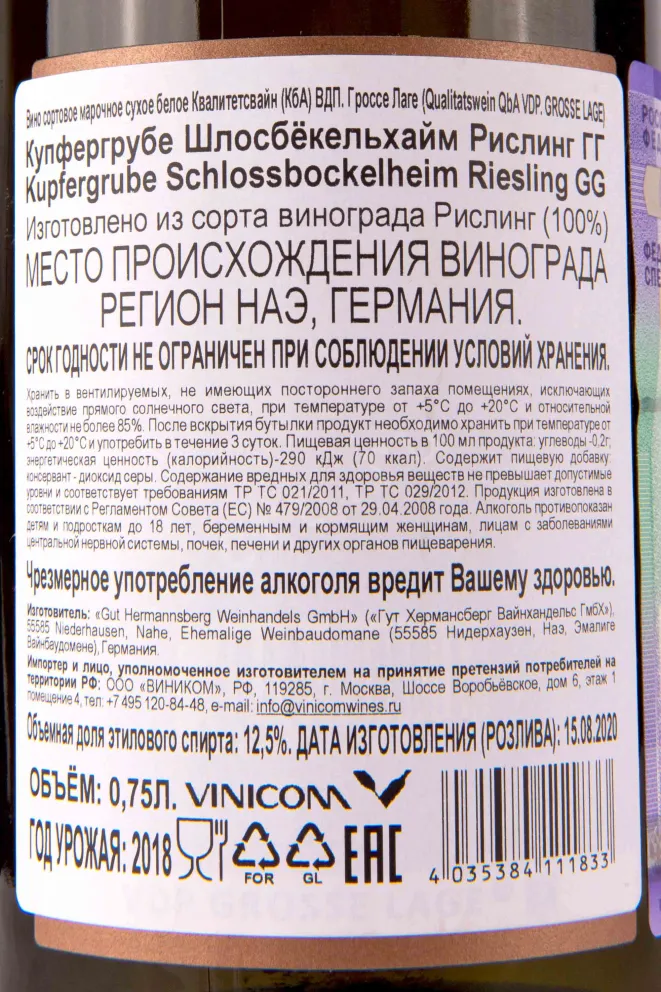 Вино сортовое марочное сухое белое Квалитетсвайн (КбА) ВДП. Гроссе Лаге (Qualitatswein QbA VDP. GROSSE LAGE)
Купфергрубе Шлосбёкельхайм Рислинг ГГ
Kupfergrube Schlossbockelheim Riesling GG
Изготовлено из сорта винограда Рислинг (100%)
МЕСТО ПРОИСХОЖДЕНИЯ ВИНОГРАДА
РЕГИОН НАЭ, ГЕРМАНИЯ.
СРОК ГОДНОСТИ НЕ ОГРАНИЧЕН ПРИ СОБЛЮДЕНИИ УСЛОВИЙ ХРАНЕНИЯ.
Хранить в вентилируемых, не имеющих постороннего запаха помещениях, исключающих
воздействие прямого солнечного света, при температуре от +5°С до +20°С и относительной
влажности не более 85%. После вскрытия бутылки продукт необходимо хранить при температуре от
+5°С до +20°С и употребить в течение 3 суток. Пищевая ценность в 100 мл продукта: углеводы -0,2г;
энергетическая ценность (калорийность)-290 кДж (70 ккал). Содержит пищевую добавку
консервант - диоксид серы. Содержание вредных для здоровья веществ не превышает допустимые
уровни и соответствует требованиям ТР ТС 021/2011, ТР ТС 029/2012. Продукция изготовлена в
соответствии с Регламентом Совета (ЕС) № 479/2008 от 29.04.2008 года. Алкоголь противопоказан
детям и подросткам до 18 лет, беременным и кормящим женщинам, лицам с заболеваниями
центральной нервной системы, почек, печени и других органов пищеварения.
Чрезмерное употребление алкоголя вредит Вашему здоровью.
Изготовитель: «Gut Hermannsberg Weinhandels GmbH» («Гут Хермансберг Вайнхандельс ГмбХ»),
55585 Niederhausen, Nahe, Ehemalige Weinbaudomane (55585 Нидерхаузен, Наэ, Эмалиге
Вайнбаудомене), Германия.
Импортер и лицо, уполномоченное изготовителем на принятие претензий потребителей на
территории РФ: ООО «ВИНИКОМ», РФ, 119285, г. Москва, Шоссе Воробьёвское, дом 6, этаж 1
помещение 4, тел: +7 495 120-84-48, e-mail: info@vinicomwines.ru
Объемная доля этилового спирта: 12,5%. ДАТА ИЗГОТОВЛЕНИЯ (РОЗЛИВА): 15.08.2020
ОБЪЁМ: 0,75Л. VINICOM
ГОД УРОЖАЯ: 2018
FOR GL EAC
4 035384 111833
VDP GROSSE LAGE